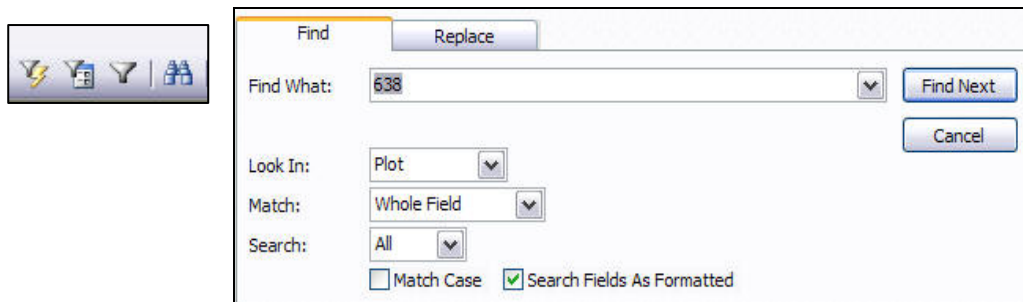 Find Replace
Find What: 638 Find Next
Cancel
Look In: Plot
Match: Whole Field
Search: All
Match Case Search Fields As Formatted